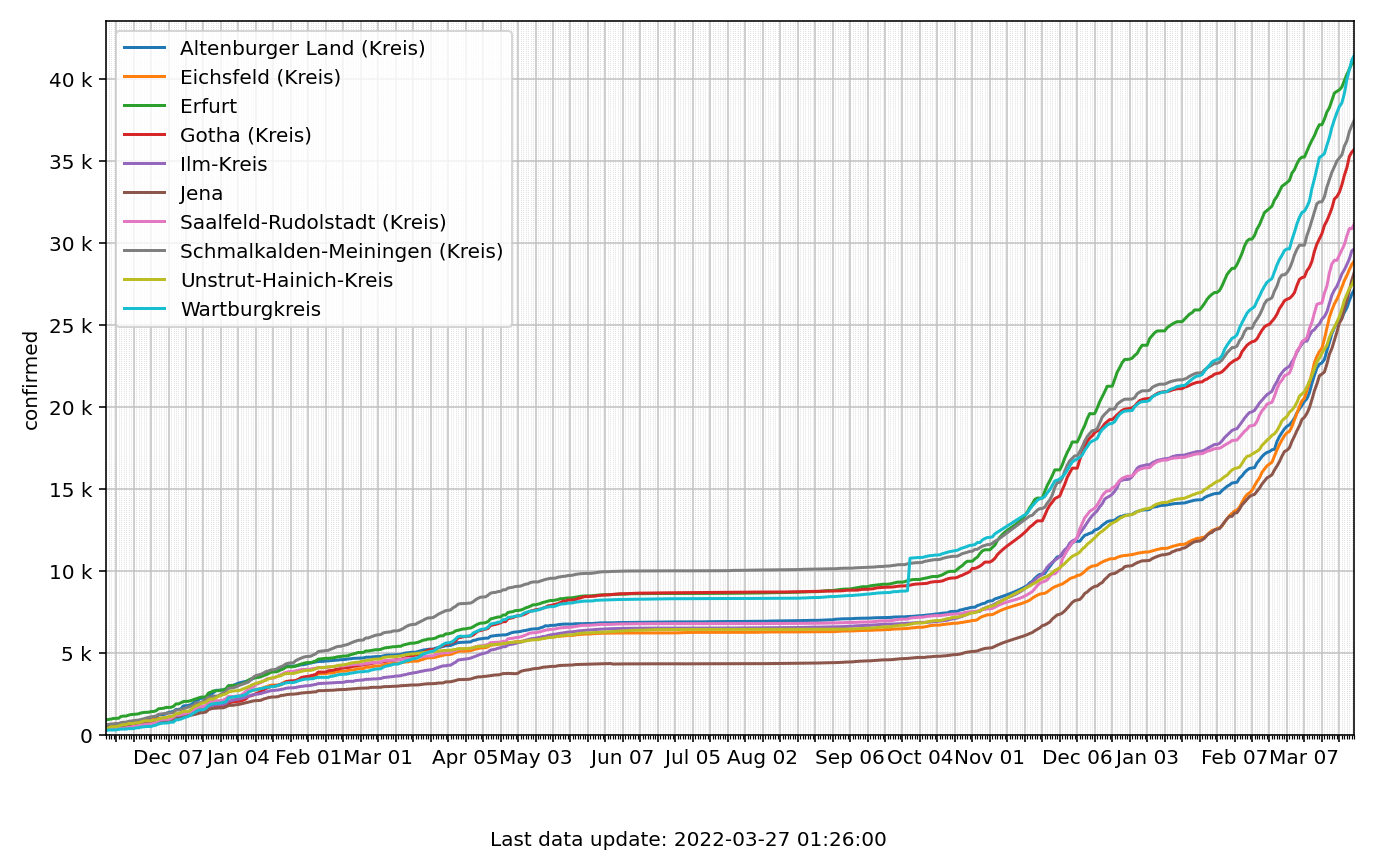 Altenburger Land (Kreis)
Eichsfeld (Kreis)
Erfurt
Gotha (Kreis)
Ilm-Kreis
Jena
Saalfeld-Rudolstadt (Kreis)
Schmalkalden-Meiningen (Kreis)
Unstrut-Hainich-Kreis
Wartburgkreis
confirmed
40 k
35 k
30 k
25 k
20 k
15 k
10 k
5 k
0
Dec 07 Jan 04 Feb 01 Mar 01 Apr 05 May 03 Jun 07 Jul 05 Aug 02 Sep 06 Oct 04 Nov 01 Dec 06 Jan 03 Feb 07 Mar 07
Last data update: 2022-03-27 01:26:00